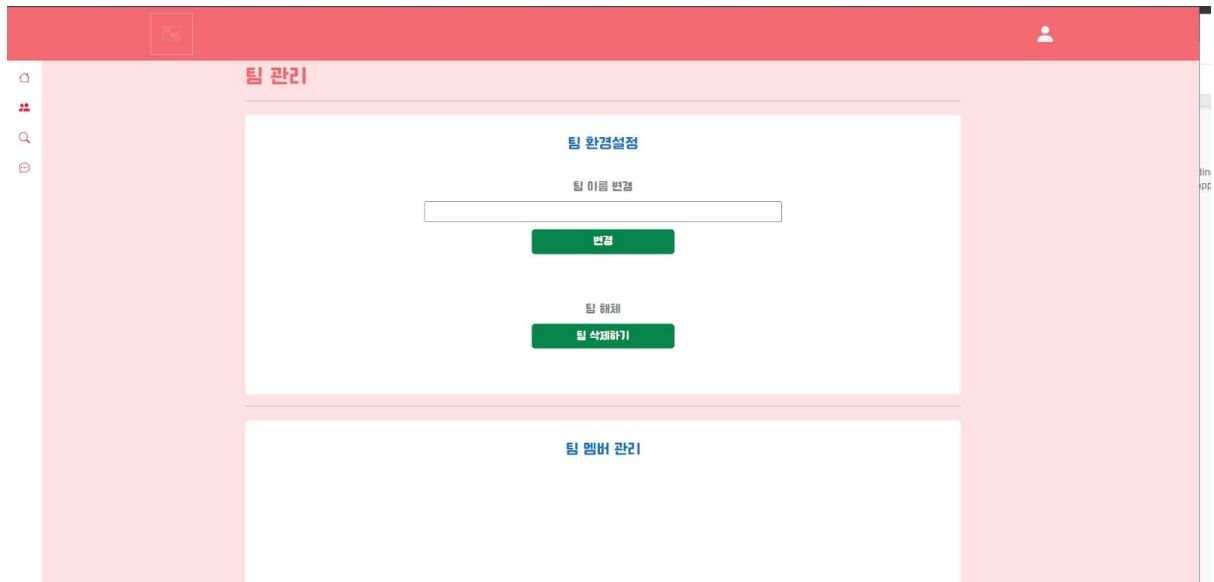 팀 관리
팀 환경설정
팀 이름 변경
변경
팀 해체
팀 삭제하기
팀 멤버 관리